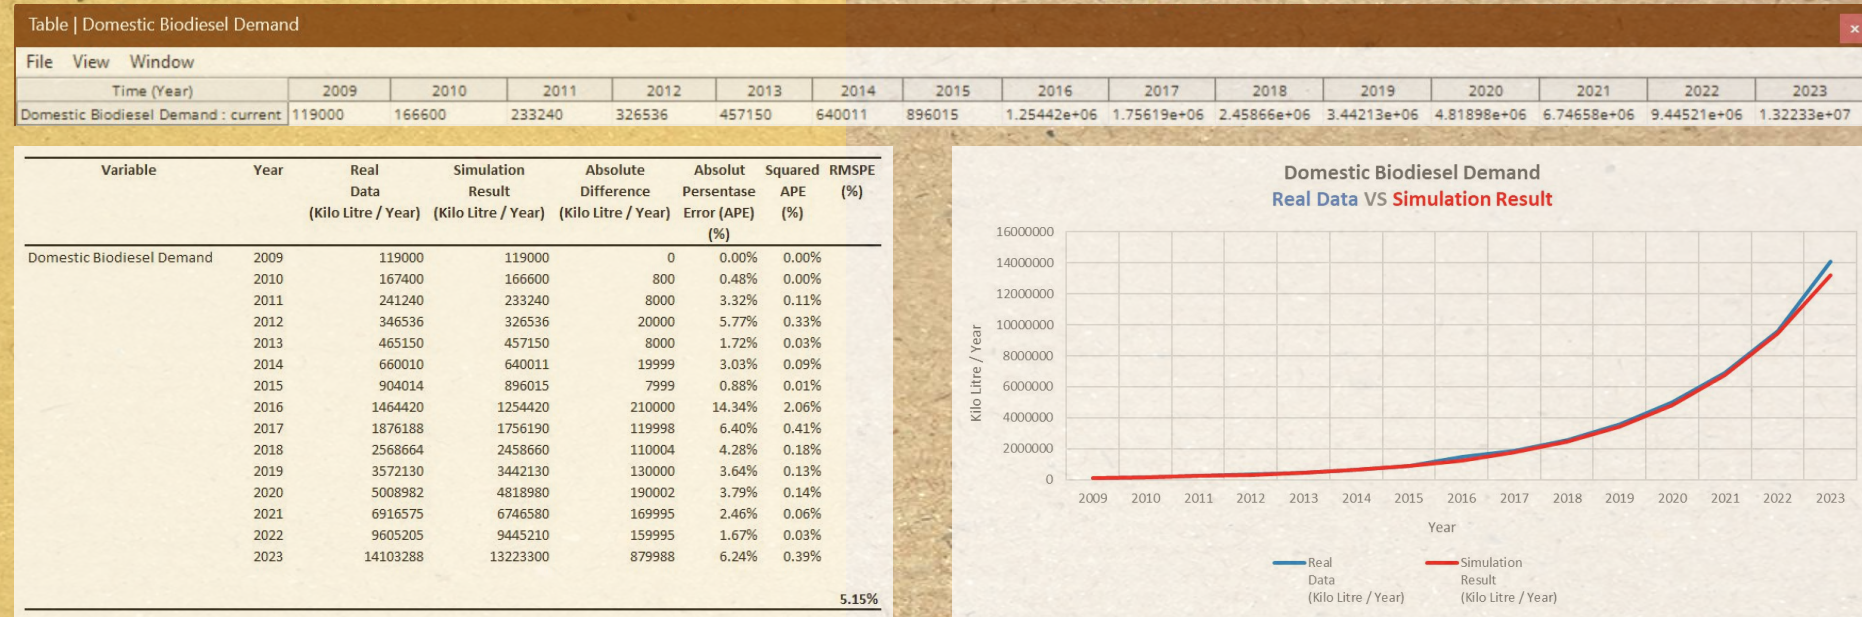 Table | Domestic Biodiesel Demand
×
File View Window
Time (Year) 2009 2010 2011 2012 2013 2014 2015 2016 2017 2018 2019 2020 2021 2022 2023
Domestic Biodiesel Demand : current 119000 166600 233240 326536 457150 640011 896015 1.25442e+06 1.75619e+06 2.45866e+06 3.44213e+06 4.81898e+06 6.74658e+06 9.44521e+06 1.32233e+07
Variable Year Real Simulation Absolute Absolut Squared RMSPE
Data Result Difference Persentase APE (%)
(Kilo Litre / Year) (Kilo Litre / Year) (Kilo Litre / Year) Error (APE) (%)
(%)
Domestic Biodiesel Demand 2009 119000 119000 0 0.00% 0.00%
2010 167400 166600 800 0.48% 0.00%
2011 241240 233240 8000 3.32% 0.11%
2012 346536 326536 20000 5.77% 0.33%
2013 465150 457150 8000 1.72% 0.03%
2014 660010 640011 19999 3.03% 0.09%
2015 904014 896015 7999 0.88% 0.01%
2016 1464420 1254420 210000 14.34% 2.06%
2017 1876188 1756190 119998 6.40% 0.41%
2018 2568664 2458660 110004 4.28% 0.18%
2019 3572130 3442130 130000 3.64% 0.13%
2020 5008982 4818980 190002 3.79% 0.14%
2021 6916575 6746580 169995 2.46% 0.06%
2022 9605205 9445210 159995 1.67% 0.03%
2023 14103288 13223300 879988 6.24% 0.39%
5.15%
Domestic Biodiesel Demand
Real Data VS Simulation Result
16000000
14000000
12000000
10000000
8000000
6000000
4000000
2000000
0
Kilo Litre / Year
2009 2010 2011 2012 2013 2014 2015 2016 2017 2018 2019 2020 2021 2022 2023
Year
Real Simulation
Data Result
(Kilo Litre / Year) (Kilo Litre / Year)